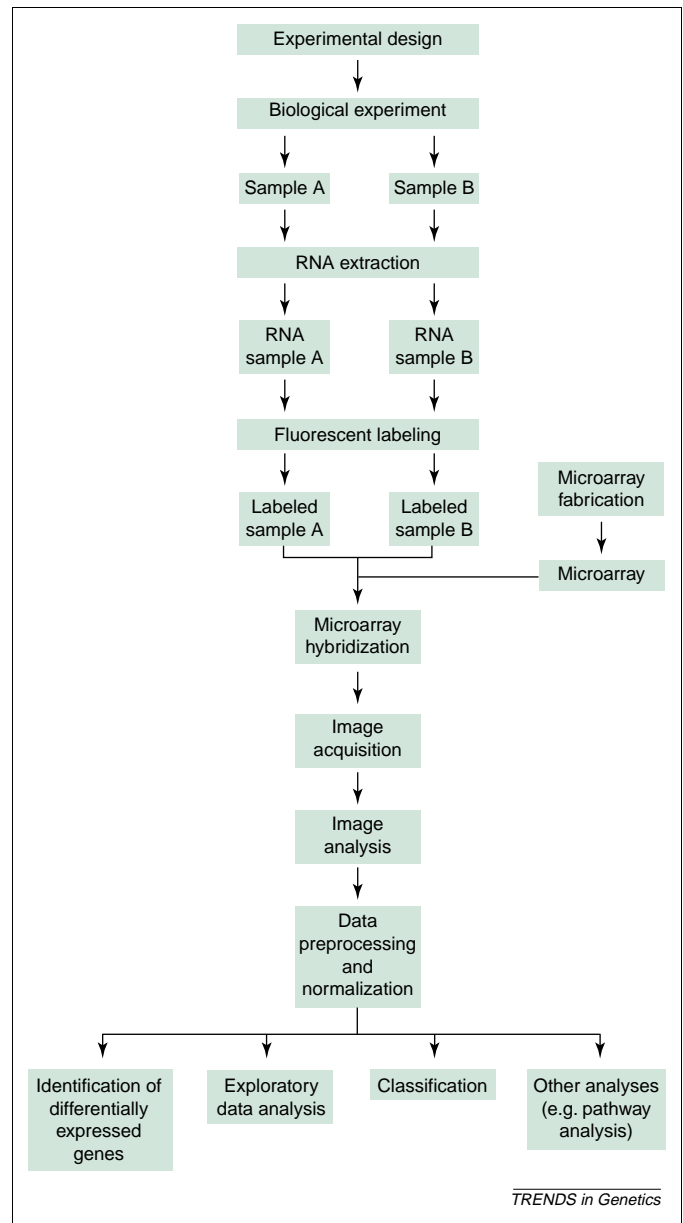 Experimental design
Biological experiment
Sample A
Sample B
RNA extraction
RNA
sample A
RNA
sample B
Fluorescent labeling
Labeled
sample A
Labeled
sample B
Microarray
fabrication
Microarray
Microarray
hybridization
Image
acquisition
Image
analysis
Data
preprocessing
and
normalization
Identification of
differentially
expressed
genes
Exploratory
data analysis
Classification
Other analyses
(e.g. pathway
analysis)
TRENDS in Genetics